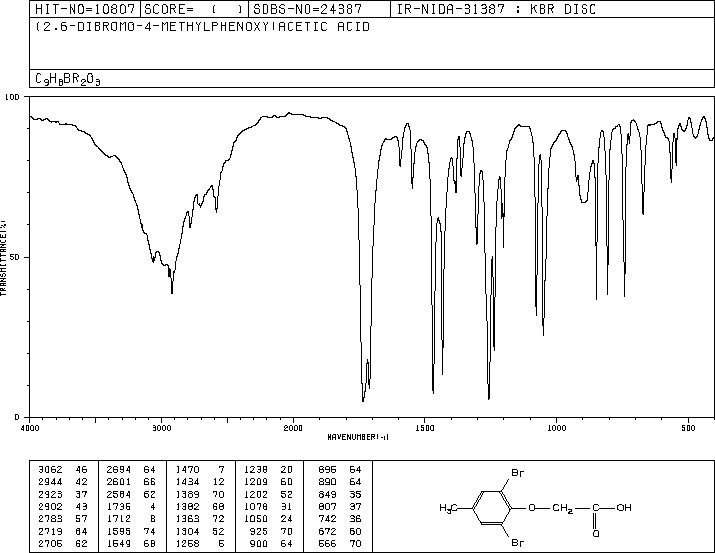 HIT-NO=10807 SCORE= ( ) SDBS-NO=24387 IR-NIDA-31387 : KBR DISC
(2,6-DIBROMO-4-METHYLPHENOXY)ACETIC ACID
C9H8BR2O3
100
50
0
TRANSMITTANCE(%)
4000 3000 2000 1500 1000 500
WAVENUMBER(-1)
3062 46 2694 64 1470 7 1238 20 896 64
2944 42 2601 66 1434 12 1209 60 890 64
2923 37 2584 62 1389 70 1202 52 849 35
2902 43 1736 4 1382 68 1078 31 807 37
2783 57 1712 8 1363 72 1050 24 742 36
2719 64 1595 74 1304 52 925 70 672 60
2705 62 1549 68 1258 5 900 64 566 70
Br
H3C O CH2 C OH
O
Br